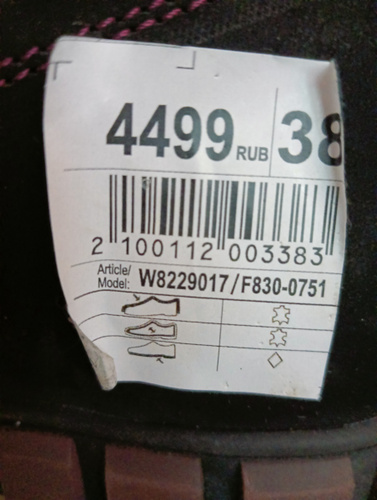 4499 RUB 38
2 100112 003383
Article/
Model: W8229017/F830-0751